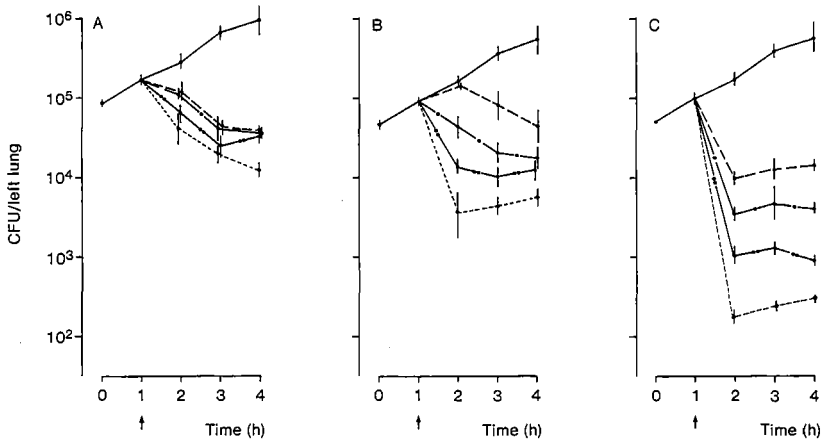 A
B
C
CFU/left lung
10⁶
10⁵
10⁴
10³
10²
0 1 2 3 4
0 1 2 3 4
0 1 2 3 4
Time (h)
Time (h)
Time (h)